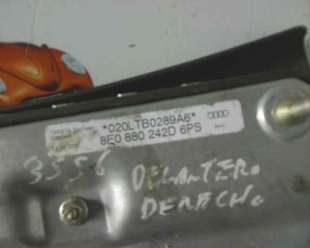 *020LTB0289A6*
8E0 880 242D 6PS
3556
DELANTERO
DERECHO